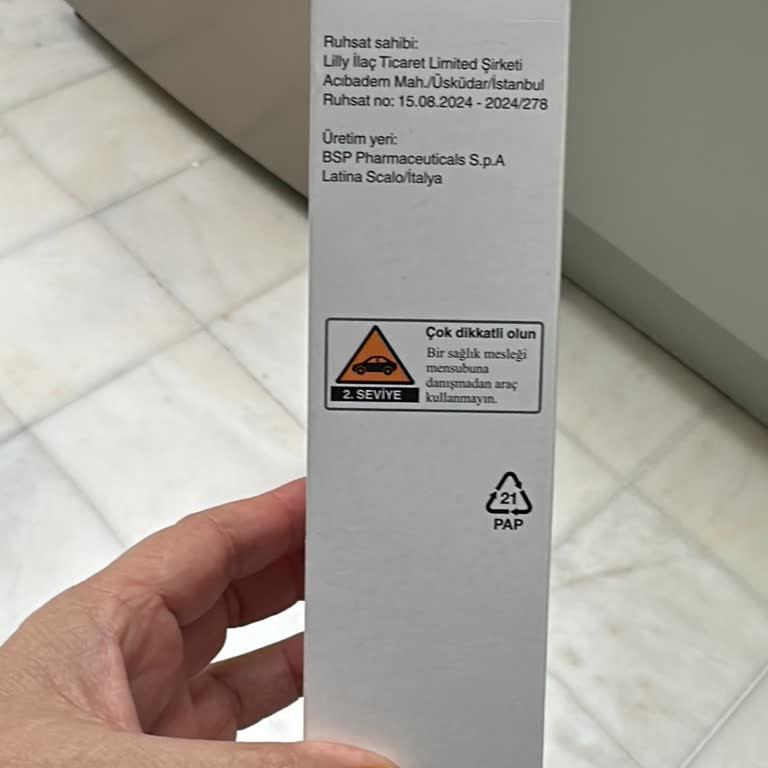 Ruhsat sahibi:
Lilly İlaç Ticaret Limited Şirketi
Acıbadem Mah./Üsküdar/İstanbul
Ruhsat no: 15.08.2024 - 2024/278
Üretim yeri:
BSP Pharmaceuticals S.p.A
Latina Scalo/İtalya
Çok dikkatli olun
Bir sağlık mesleği
mensubuna
danışmadan araç
kullanmayın.
2. SEVİYE
21
PAP